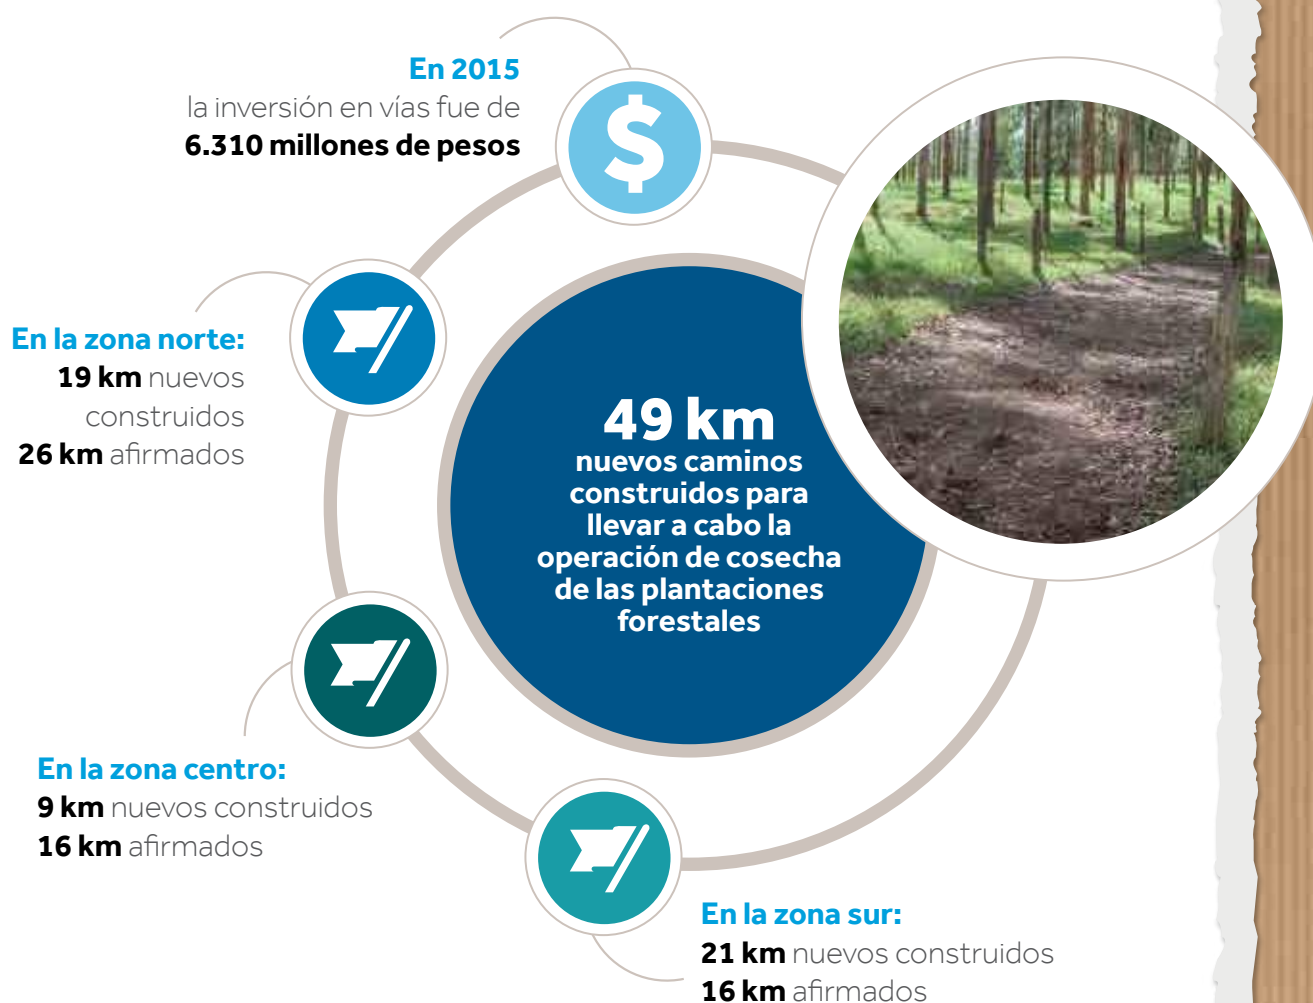 En 2015
la inversión en vías fue de
6.310 millones de pesos
$
En la zona norte:
19 km nuevos
construidos
26 km afirmados
49 km
nuevos caminos
construidos para
llevar a cabo la
operación de cosecha
de las plantaciones
forestales
En la zona centro:
9 km nuevos construidos
16 km afirmados
En la zona sur:
21 km nuevos construidos
16 km afirmados